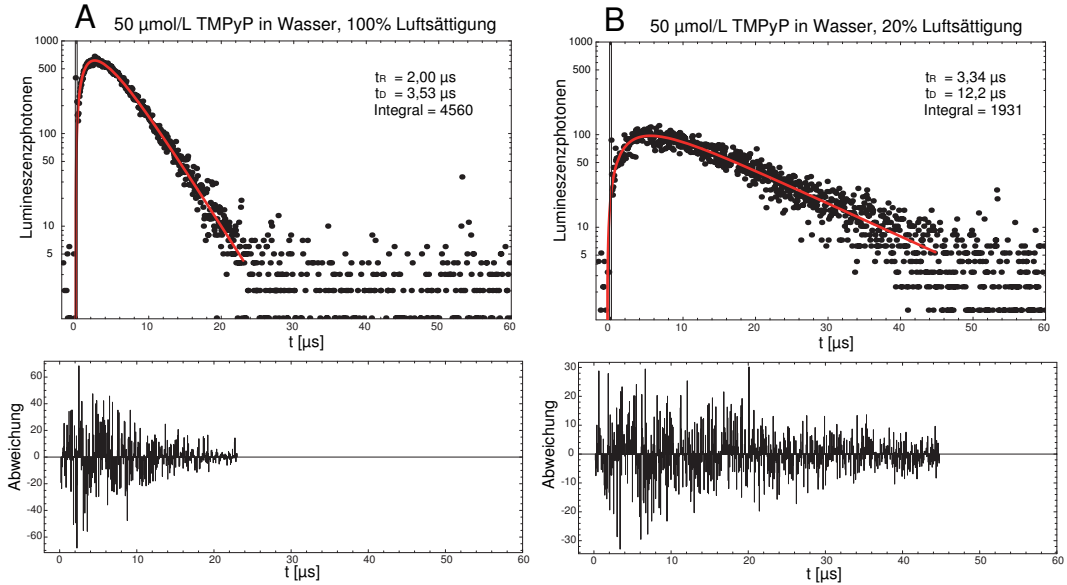 A 50 µmol/L TMPyP in Wasser, 100% Luftsättigung
1000
500
100
50
10
5
Lumineszenzphotonen
tR = 2,00 µs
tD = 3,53 µs
Integral = 4560
0 10 20 30 40 50 60
t [µs]
60
40
20
0
-20
-40
-60
Abweichung
0 10 20 30 40 50 60
t [µs]
B 50 µmol/L TMPyP in Wasser, 20% Luftsättigung
1000
500
100
50
10
5
Lumineszenzphotonen
tR = 3,34 µs
tD = 12,2 µs
Integral = 1931
0 10 20 30 40 50 60
t [µs]
30
20
10
0
-10
-20
-30
Abweichung
0 10 20 30 40 50 60
t [µs]